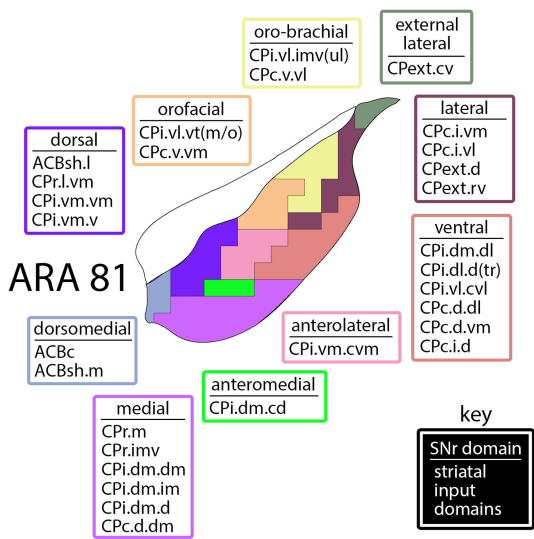 oro-brachial
CPi.vl.imv(ul)
CPc.v.vl
external
lateral
CPext.cv
orofacial
CPi.vl.vt(m/o)
CPc.v.vm
lateral
CPc.i.vm
CPc.i.vl
CPext.d
CPext.rv
dorsal
ACBsh.l
CPr.l.vm
CPi.vm.vm
CPi.vm.v
ventral
CPi.dm.dl
CPi.dl.d(tr)
CPi.vl.cvl
CPc.d.dl
CPc.d.vm
CPc.i.d
ARA 81
dorsomedial
ACBc
ACBsh.m
anterolateral
CPi.vm.cvm
anteromedial
CPi.dm.cd
medial
CPr.m
CPr.imv
CPi.dm.dm
CPi.dm.im
CPi.dm.d
CPc.d.dm
key
SNr domain
striatal
input
domains